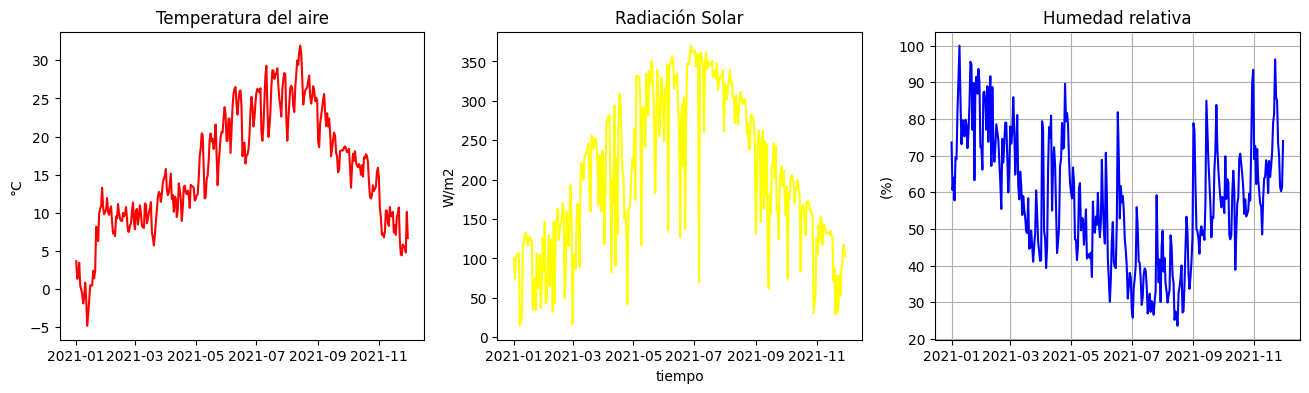 Temperatura del aire
°C
30
25
20
15
10
5
0
−5
2021-01 2021-03 2021-05 2021-07 2021-09 2021-11
Radiación Solar
W/m2
350
300
250
200
150
100
50
0
2021-01 2021-03 2021-05 2021-07 2021-09 2021-11
tiempo
Humedad relativa
(%)
100
90
80
70
60
50
40
30
20
2021-01 2021-03 2021-05 2021-07 2021-09 2021-11